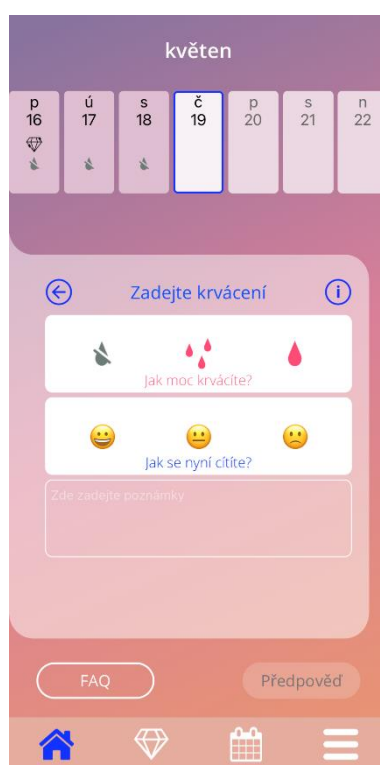 květen
p ú s č p s n
16 17 18 19 20 21 22
Zadejte krvácení
Jak moc krvácíte?
Jak se nyní cítíte?
Zde zadejte poznámky
FAQ Předpověď